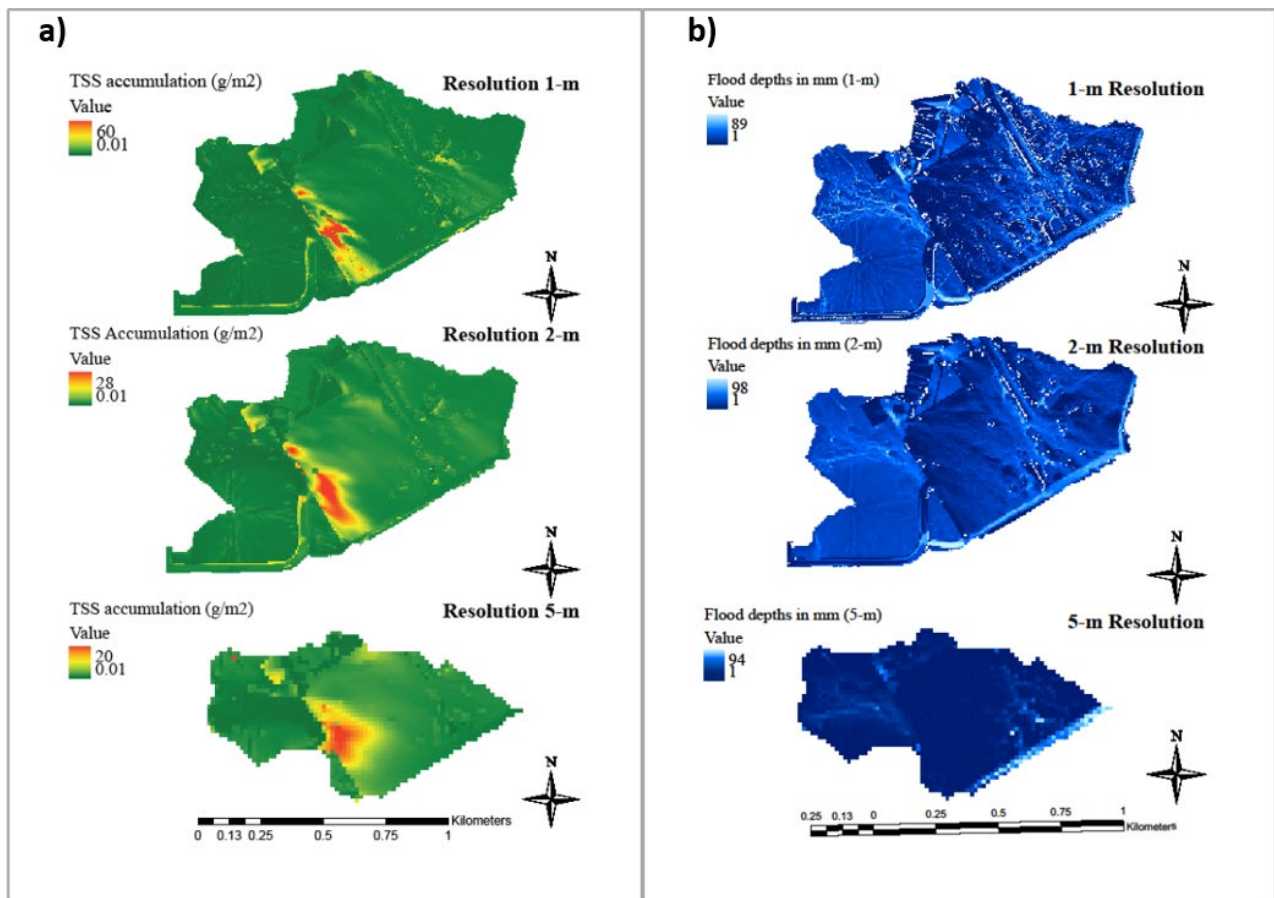 a)
TSS accumulation (g/m2)
Resolution 1-m
Value
60
0.01
N
TSS Accumulation (g/m2)
Resolution 2-m
Value
28
0.01
N
TSS accumulation (g/m2)
Resolution 5-m
Value
20
0.01
N
Kilometers
0 0.13 0.25 0.5 0.75 1
b)
Flood depths in mm (1-m)
1-m Resolution
Value
89
1
N
Flood depths in mm (2-m)
2-m Resolution
Value
98
1
N
Flood depths in mm (5-m)
5-m Resolution
Value
94
1
N
0.25 0.13 0 0.25 0.5 0.75 1
Kilometers